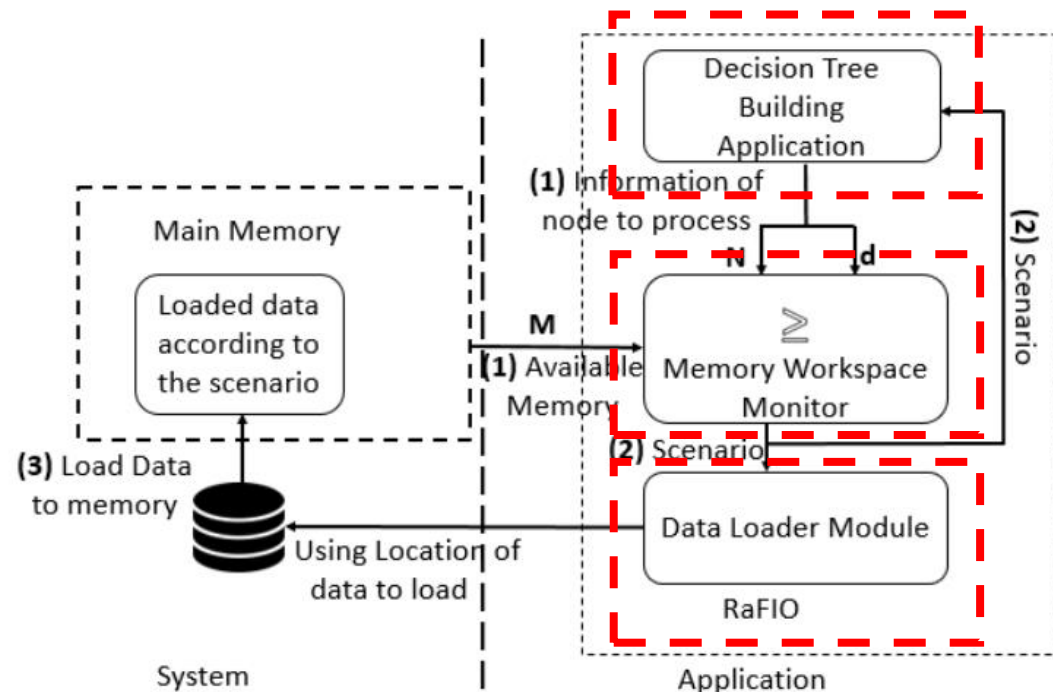 Decision Tree
Building
Application
(1) Information of
node to process
N
d
(2) Scenario
Main Memory
Loaded data
according to
the scenario
M
(1) Available
Memory
≥
Memory Workspace
Monitor
(2) Scenario
(3) Load Data
to memory
Data Loader Module
Using Location of
data to load
RaFIO
System
Application